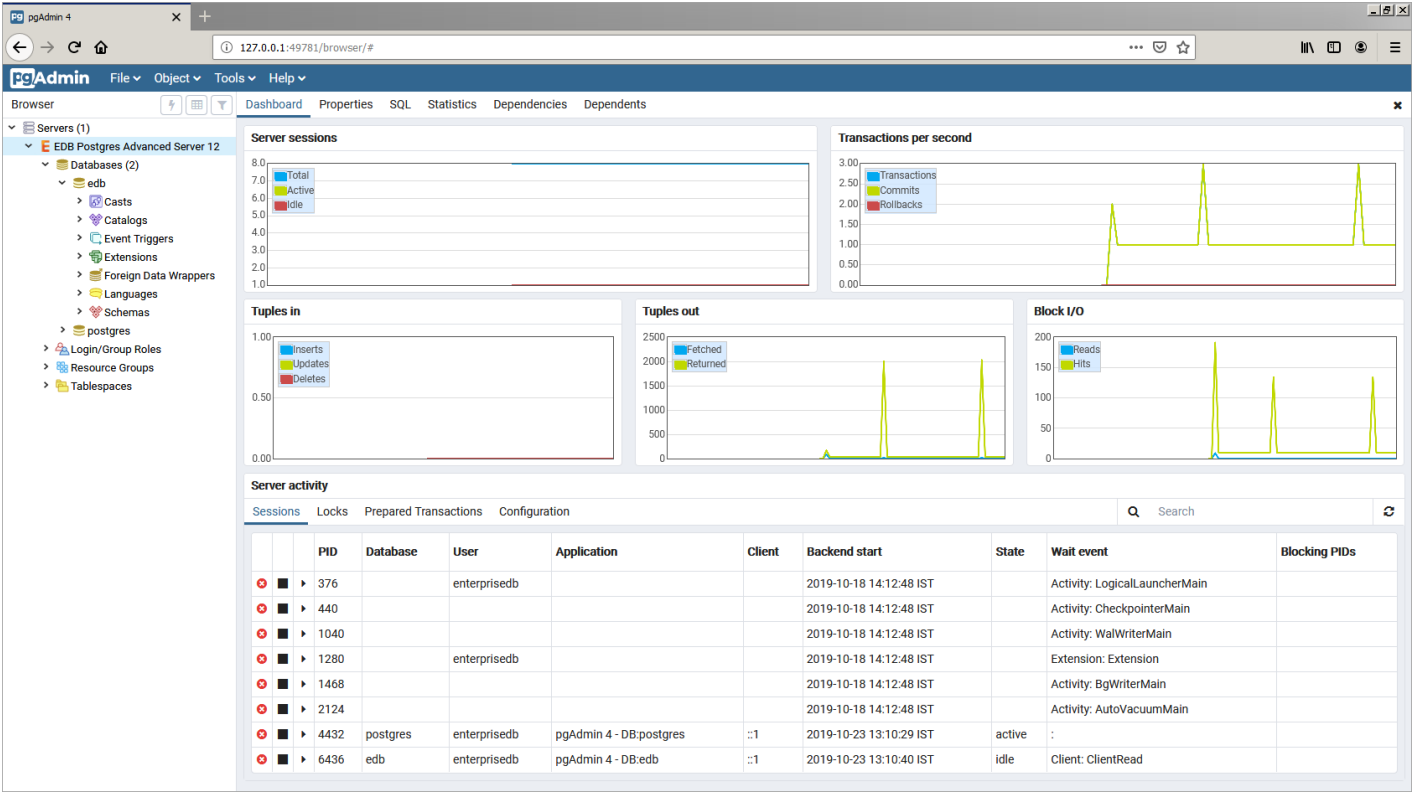 pgAdmin 4
127.0.0.1:49781/browser/#
pgAdmin File Object Tools Help
Browser
Dashboard Properties SQL Statistics Dependencies Dependents
Servers (1)
EDB Postgres Advanced Server 12
Databases (2)
edb
Casts
Catalogs
Event Triggers
Extensions
Foreign Data Wrappers
Languages
Schemas
postgres
Login/Group Roles
Resource Groups
Tablespaces
Server sessions
8.0
7.0
6.0
5.0
4.0
3.0
2.0
1.0
Total
Active
Idle
Transactions per second
3.00
2.50
2.00
1.50
1.00
0.50
0.00
Transactions
Commits
Rollbacks
Tuples in
1.00
0.50
0.00
Inserts
Updates
Deletes
Tuples out
2500
2000
1500
1000
500
0
Fetched
Returned
Block I/O
200
150
100
50
0
Reads
Hits
Server activity
Sessions Locks Prepared Transactions Configuration Search
PID Database User Application Client Backend start State Wait event Blocking PIDs
376 enterprisedb 2019-10-18 14:12:48 IST Activity: LogicalLauncherMain
440 2019-10-18 14:12:48 IST Activity: CheckpointerMain
1040 2019-10-18 14:12:48 IST Activity: WalWriterMain
1280 enterprisedb 2019-10-18 14:12:48 IST Extension: Extension
1468 2019-10-18 14:12:48 IST Activity: BgWriterMain
2124 2019-10-18 14:12:48 IST Activity: AutoVacuumMain
4432 postgres enterprisedb pgAdmin 4 - DB:postgres ::1 2019-10-23 13:10:29 IST active :
6436 edb enterprisedb pgAdmin 4 - DB:edb ::1 2019-10-23 13:10:40 IST idle Client: ClientRead